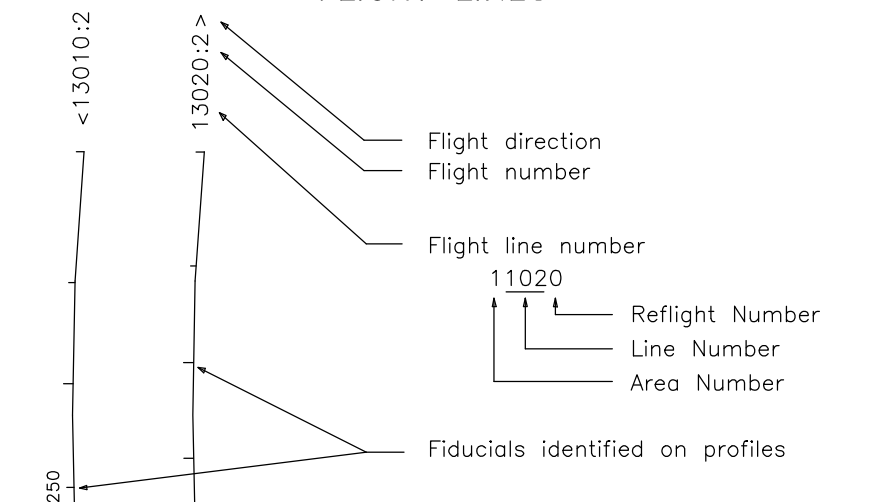 <13010:2
13020:2>
Flight direction
Flight number
Flight line number
11020
Reflight Number
Line Number
Area Number
Fiducials identified on profiles
250